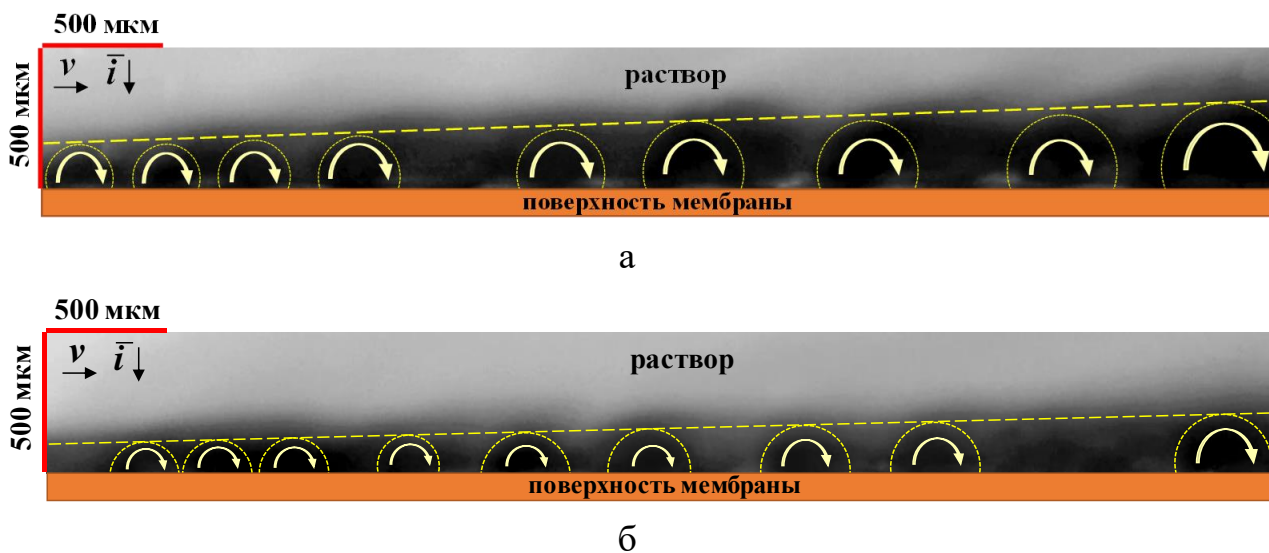 500 мкм
500 мкм
v i
раствор
поверхность мембраны
а
500 мкм
500 мкм
v i
раствор
поверхность мембраны
б